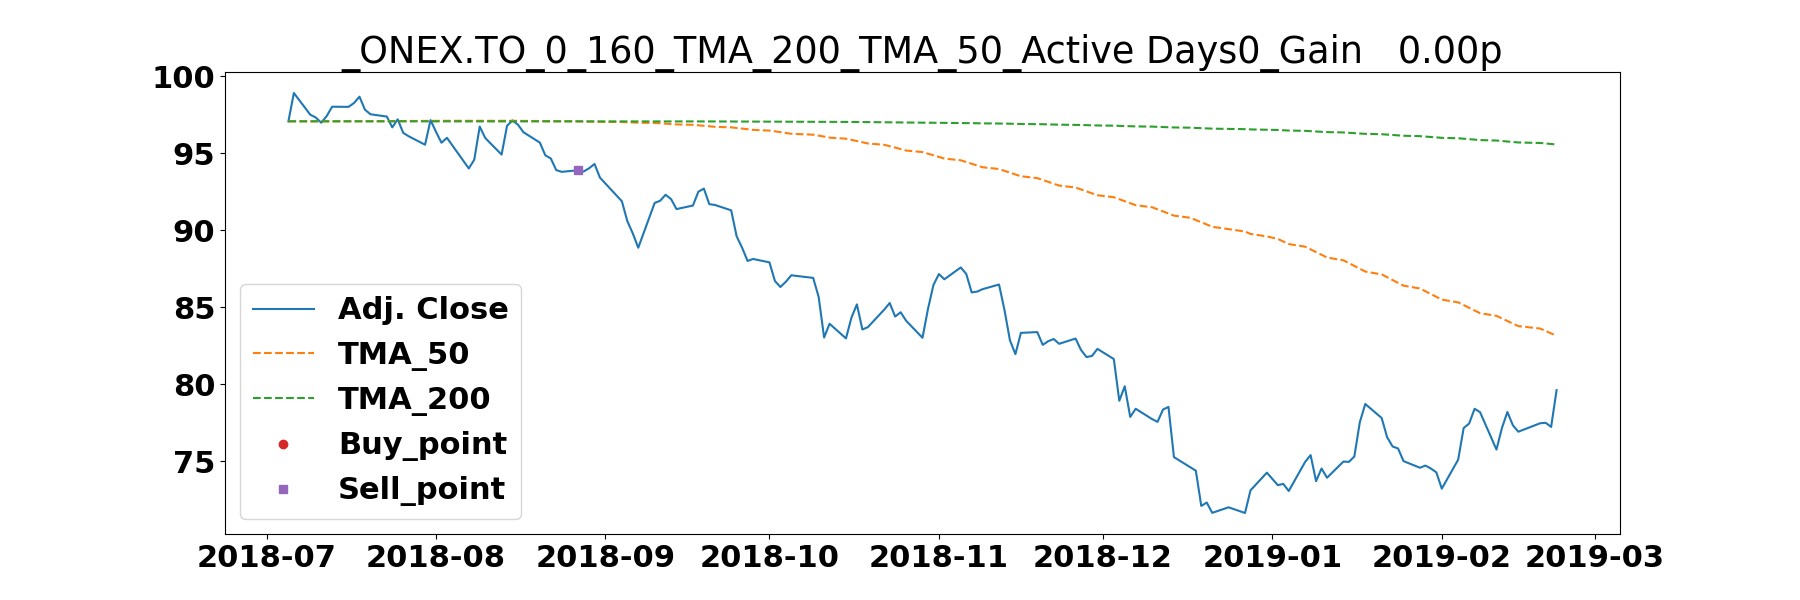 _ONEX.TO_0_160_TMA_200_TMA_50_Active Days0_Gain   0.00p
100
95
90
85
80
75
Adj. Close
TMA_50
TMA_200
Buy_point
Sell_point
2018-07 2018-08 2018-09 2018-10 2018-11 2018-12 2019-01 2019-02 2019-03